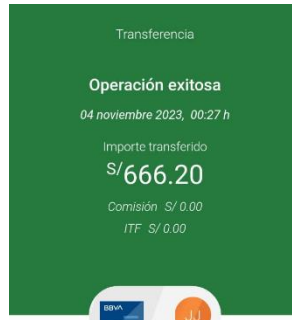 Transferencia
Operación exitosa
04 noviembre 2023, 00:27 h
Importe transferido
S/666.20
Comisión S/ 0.00
ITF S/ 0.00
BBVA
JJ